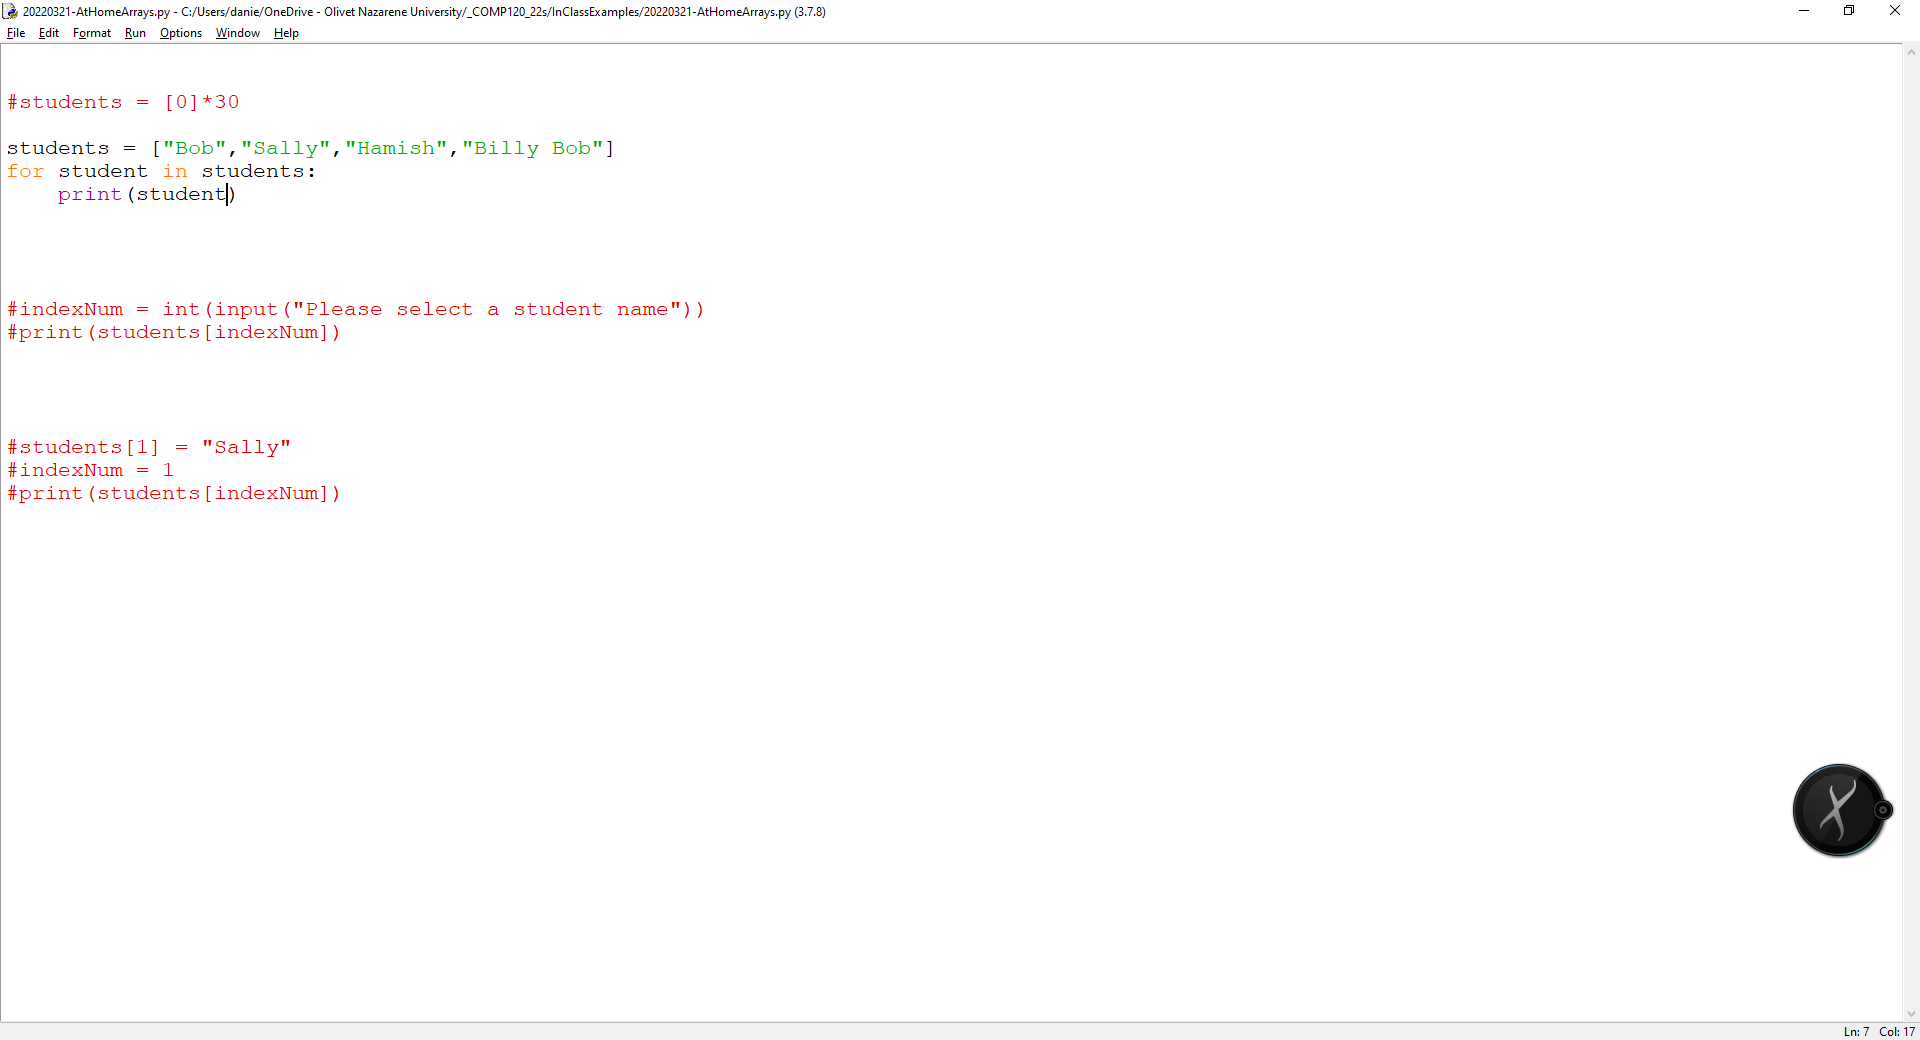 20220321-AtHomeArrays.py - C:/Users/danie/OneDrive - Olivet Nazarene University/_COMP120_22s/InClassExamples/20220321-AtHomeArrays.py (3.7.8)
File Edit Format Run Options Window Help
#students = [0]*30
students = ["Bob","Sally","Hamish","Billy Bob"]
for student in students:
    print(student)
#indexNum = int(input("Please select a student name"))
#print(students[indexNum])
#students[1] = "Sally"
#indexNum = 1
#print(students[indexNum])
Ln: 7 Col: 17